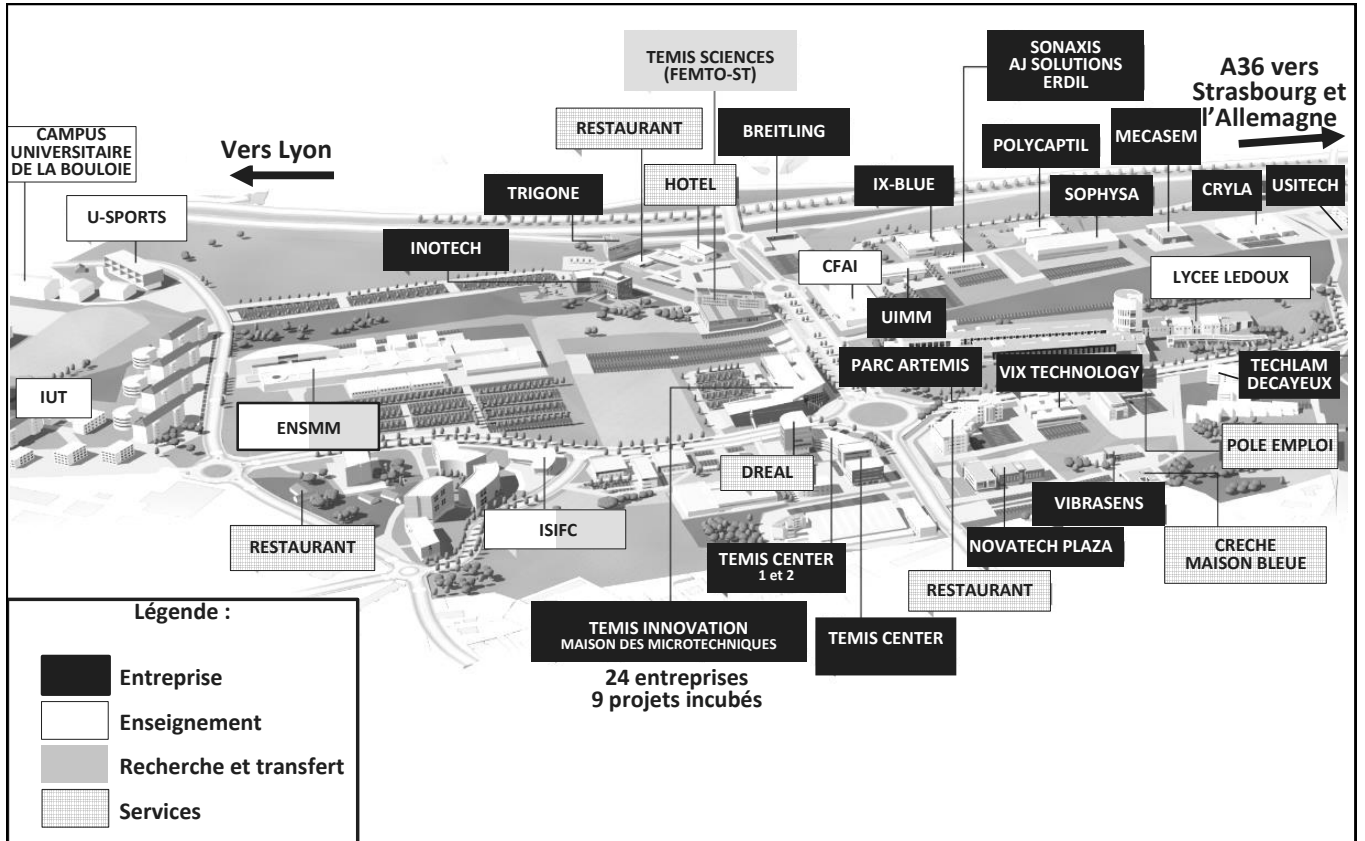 TEMIS SCIENCES
(FEMTO-ST)
SONAXIS
AJ SOLUTIONS
ERDIL
A36 vers
Strasbourg et
l'Allemagne
CAMPUS
UNIVERSITAIRE
DE LA BOULOIE
Vers Lyon
RESTAURANT
BREITLING
POLYCAPTIL
MECASEM
HOTEL
TRIGONE
IX-BLUE
SOPHYSA
CRYLA
USITECH
U-SPORTS
INOTECH
CFAI
LYCEE LEDOUX
UIMM
PARC ARTEMIS
VIX TECHNOLOGY
TECHLAM
DECAYEUX
IUT
ENSMM
DREAL
POLE EMPLOI
VIBRASENS
ISIFC
RESTAURANT
TEMIS CENTER
1 et 2
NOVATECH PLAZA
CRECHE
MAISON BLEUE
RESTAURANT
TEMIS INNOVATION
MAISON DES MICROTECHNIQUES
TEMIS CENTER
24 entreprises
9 projets incubés
Légende :
Entreprise
Enseignement
Recherche et transfert
Services